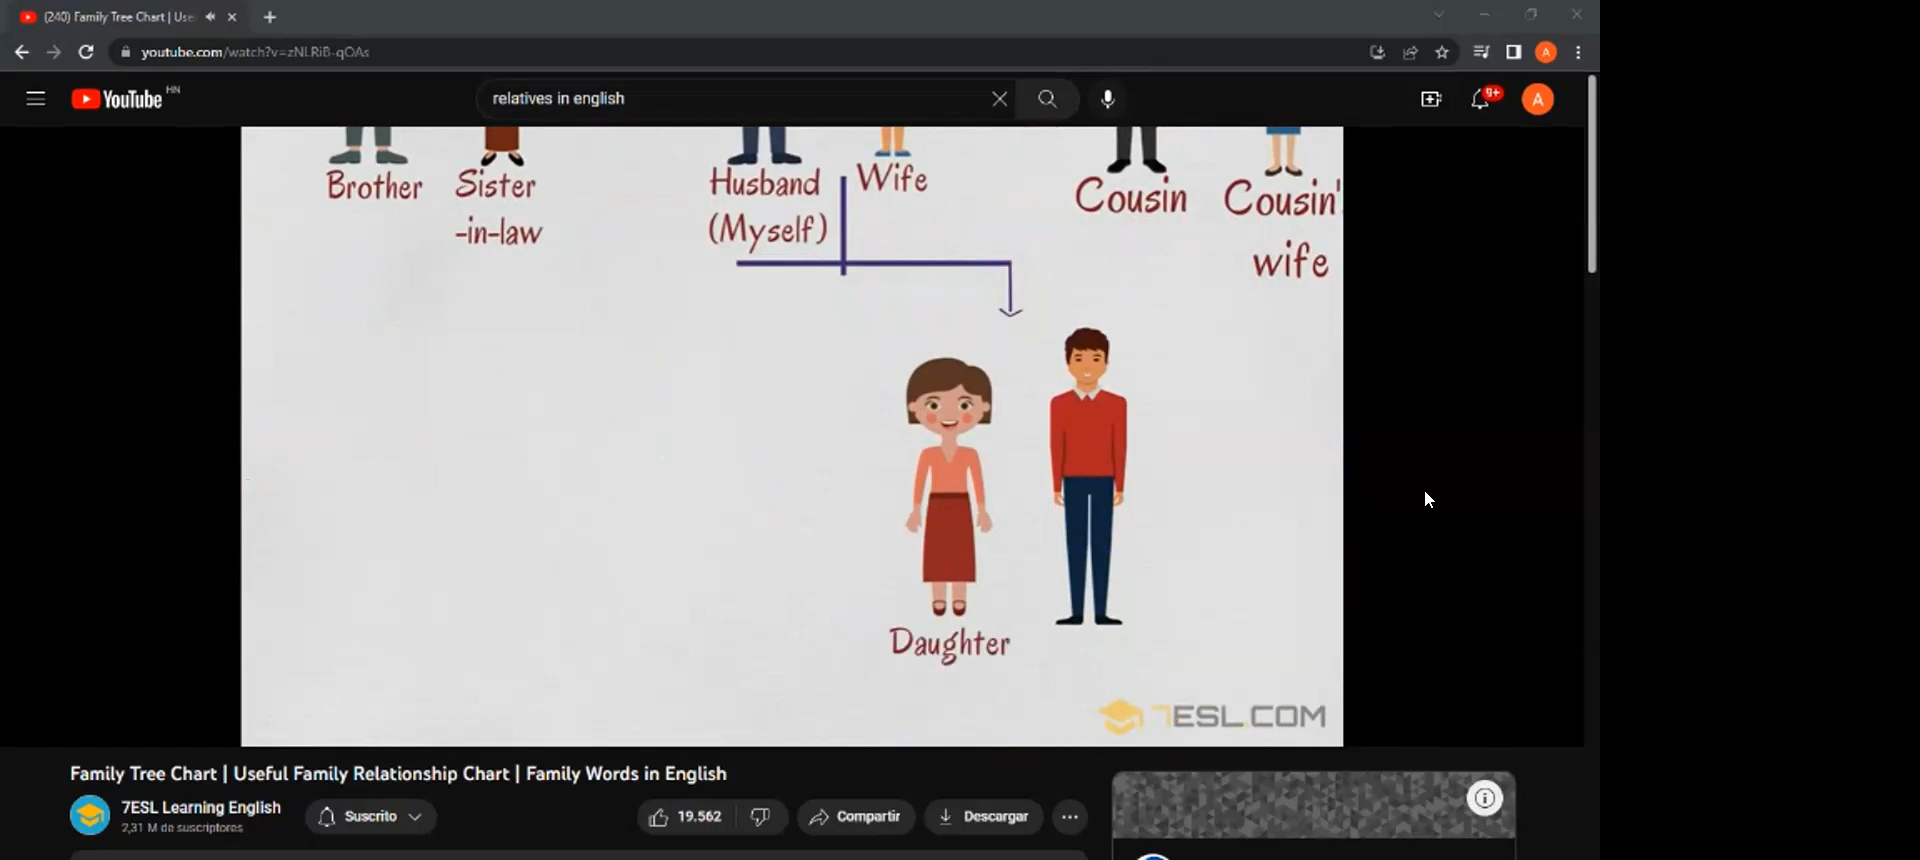 (240) Family Tree Chart | Use
youtube.com/watch?v=zNLRiB-qOAs
YouTube HN
relatives in english
9+
A
A
Brother Sister
-in-law
Husband
(Myself)
Wife
Cousin Cousin'
wife
Daughter
7ESL.COM
Family Tree Chart | Useful Family Relationship Chart | Family Words in English
7ESL Learning English
2,31 M de suscriptores
Suscrito
19.562
Compartir
Descargar